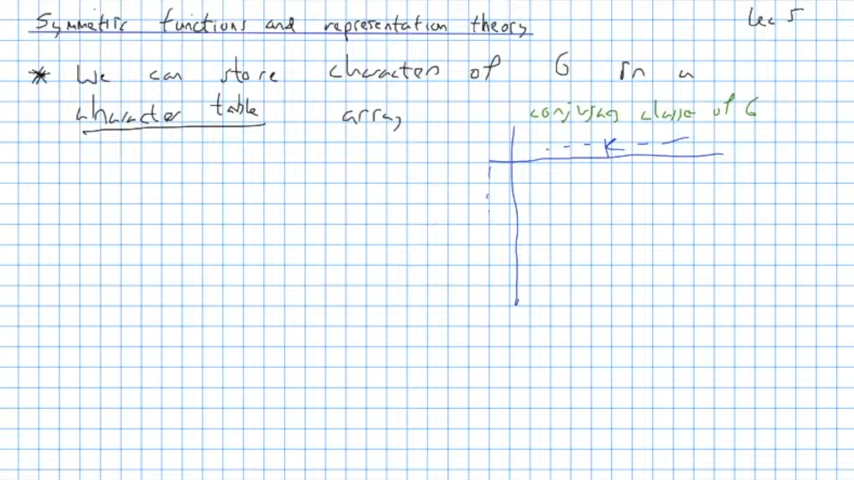 Symmetric functions and representation theory lec 5
* We can store characters of G in a
character table array
conjugacy classes of G
. - - K - -